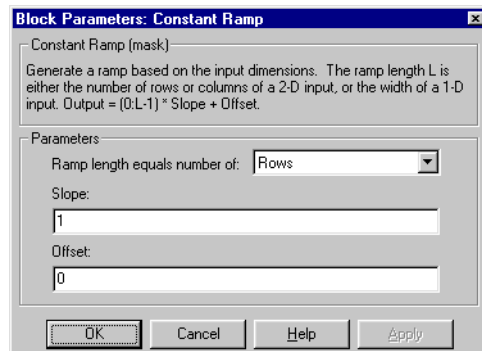 Block Parameters: Constant Ramp
Constant Ramp (mask)
Generate a ramp based on the input dimensions. The ramp length L is
either the number of rows or columns of a 2-D input, or the width of a 1-D
input. Output = (0:L-1) * Slope + Offset.
Parameters
Ramp length equals number of: Rows
Slope:
1
Offset:
0
OK Cancel Help Apply